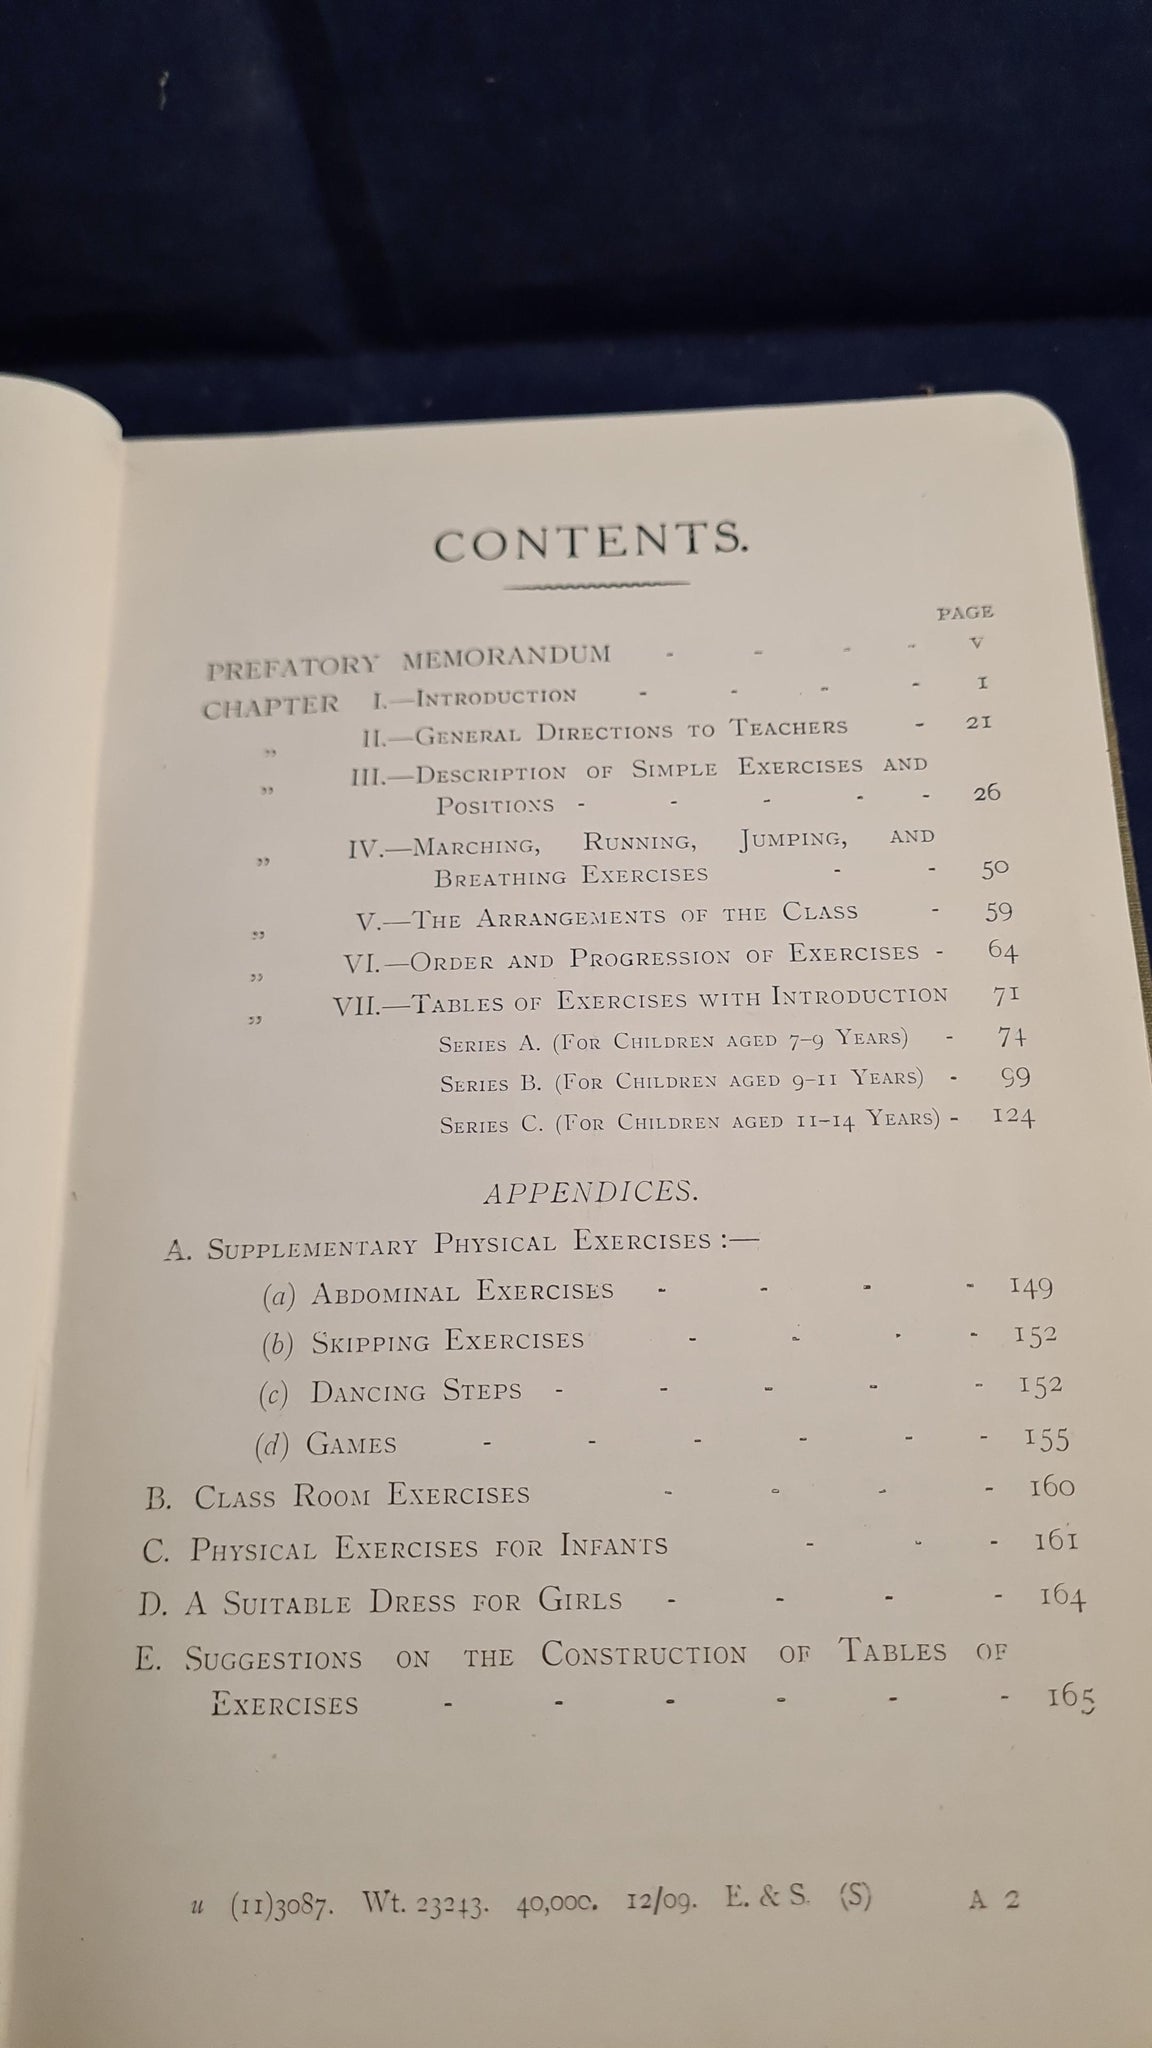 CONTENTS.
PAGE
PREFATORY MEMORANDUM - - - - V
CHAPTER I.—INTRODUCTION - - - - 1
„ II.—GENERAL DIRECTIONS TO TEACHERS - 21
„ III.—DESCRIPTION OF SIMPLE EXERCISES AND
POSITIONS - - - - - 26
„ IV.—MARCHING, RUNNING, JUMPING, AND
BREATHING EXERCISES - - 50
„ V.—THE ARRANGEMENTS OF THE CLASS - 59
„ VI.—ORDER AND PROGRESSION OF EXERCISES - 64
„ VII.—TABLES OF EXERCISES WITH INTRODUCTION 71
SERIES A. (FOR CHILDREN AGED 7–9 YEARS) - 74
SERIES B. (FOR CHILDREN AGED 9–11 YEARS) - 99
SERIES C. (FOR CHILDREN AGED 11–14 YEARS) - 124
APPENDICES.
A. SUPPLEMENTARY PHYSICAL EXERCISES :—
(a) ABDOMINAL EXERCISES - - - - 149
(b) SKIPPING EXERCISES - - - - 152
(c) DANCING STEPS - - - - - 152
(d) GAMES - - - - - - 155
B. CLASS ROOM EXERCISES - - - - 160
C. PHYSICAL EXERCISES FOR INFANTS - - - 161
D. A SUITABLE DRESS FOR GIRLS - - - - 164
E. SUGGESTIONS ON THE CONSTRUCTION OF TABLES OF
EXERCISES - - - - - - 165
u (11)3087. Wt. 23243. 40,000. 12/09. E. & S. (S) A 2